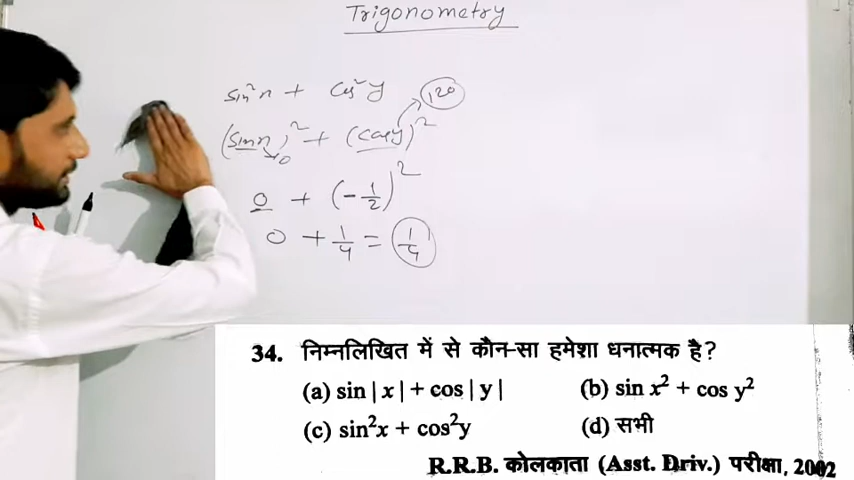 Trigonometry
sin²x + cos²y 120
(sinx)² + (cosy)²
0
0 + (-1/2)²
0 + 1/4 = 1/4
34. निम्नलिखित में से कौन-सा हमेशा धनात्मक है?
(a) sin | x | + cos | y | (b) sin x² + cos y²
(c) sin²x + cos²y (d) सभी
R.R.B. कोलकाता (Asst. Driv.) परीक्षा, 2002